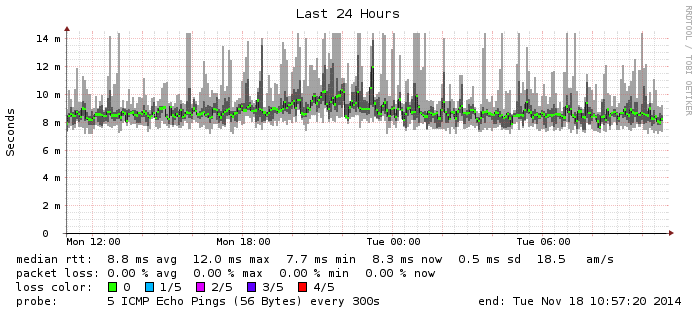 Last 24 Hours
RRDTOOL / TOBI OETIKER
Seconds
14 m
12 m
10 m
8 m
6 m
4 m
2 m
0
Mon 12:00 Mon 18:00 Tue 00:00 Tue 06:00
median rtt: 8.8 ms avg 12.0 ms max 7.7 ms min 8.3 ms now 0.5 ms sd 18.5 am/s
packet loss: 0.00 % avg 0.00 % max 0.00 % min 0.00 % now
loss color: 0 1/5 2/5 3/5 4/5
probe: 5 ICMP Echo Pings (56 Bytes) every 300s end: Tue Nov 18 10:57:20 2014